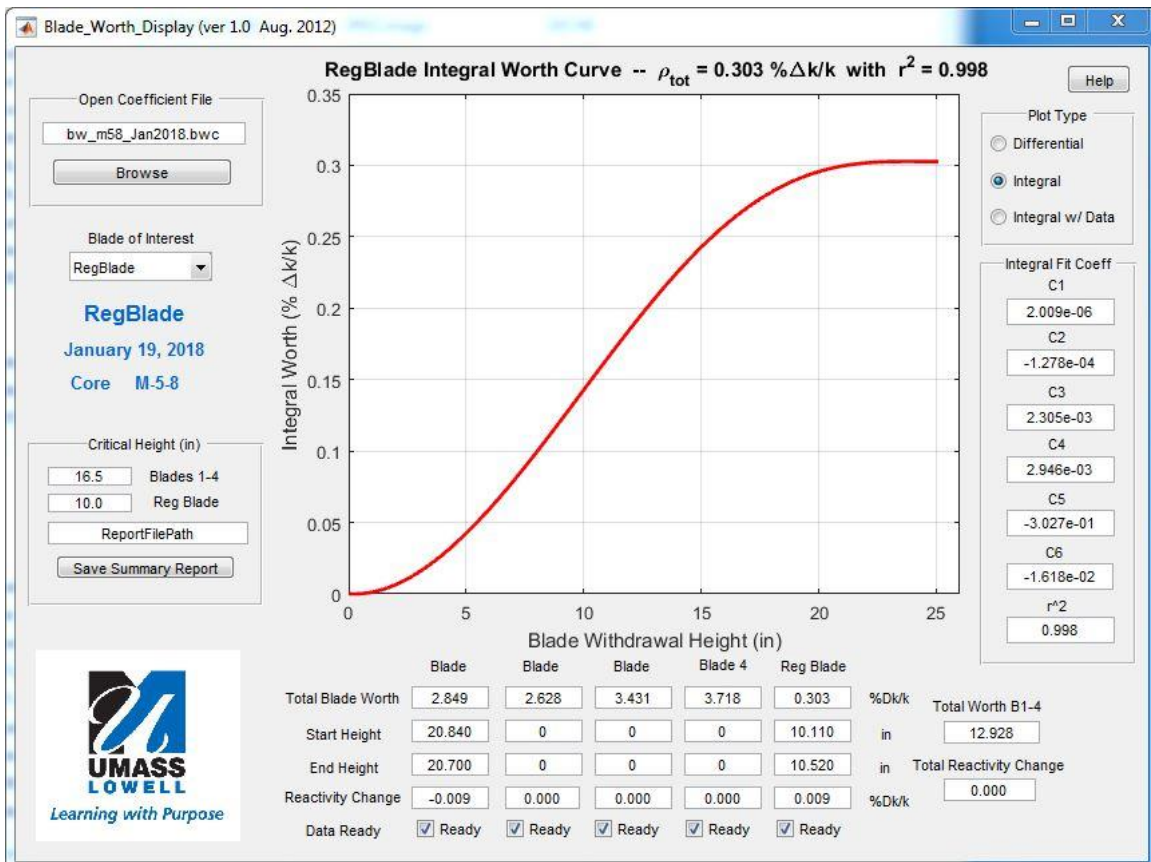 Blade_Worth_Display (ver 1.0 Aug. 2012)
RegBlade Integral Worth Curve -- ρtot = 0.303 %Δk/k with r^2 = 0.998
Help
Open Coefficient File
bw_m58_Jan2018.bwc
Browse
Blade of Interest
RegBlade
RegBlade
January 19, 2018
Core M-5-8
Critical Height (in)
16.5 Blades 1-4
10.0 Reg Blade
ReportFilePath
Save Summary Report
Integral Worth (% Δk/k)
0.35
0.3
0.25
0.2
0.15
0.1
0.05
0
0 5 10 15 20 25
Blade Withdrawal Height (in)
Plot Type
Differential
Integral
Integral w/ Data
Integral Fit Coeff
C1
2.009e-06
C2
-1.278e-04
C3
2.305e-03
C4
2.946e-03
C5
-3.027e-01
C6
-1.618e-02
r^2
0.998
Blade Blade Blade Blade 4 Reg Blade
Total Blade Worth 2.849 2.628 3.431 3.718 0.303 %Dk/k
Start Height 20.840 0 0 0 10.110 in
End Height 20.700 0 0 0 10.520 in
Reactivity Change -0.009 0.000 0.000 0.000 0.009 %Dk/k
Data Ready Ready Ready Ready Ready Ready
Total Worth B1-4
12.928
Total Reactivity Change
0.000
UMASS
LOWELL
Learning with Purpose